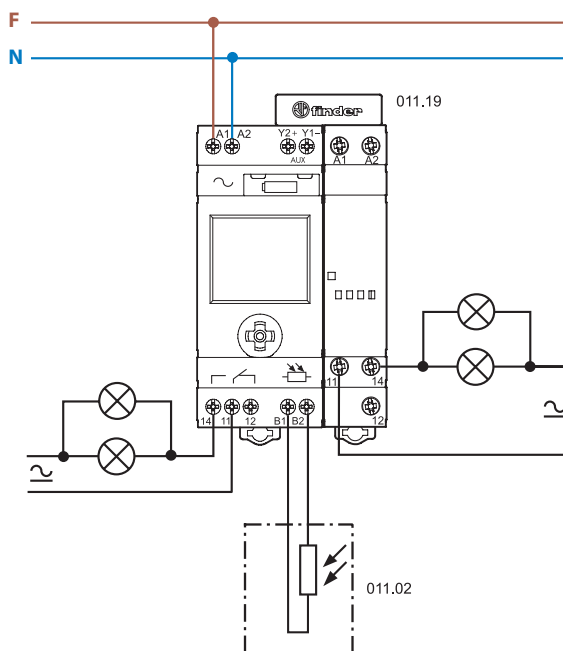 F
N
finder
011.19
A1 A2 Y2+ Y1- A1 A2
AUX
11 14
14 11 12 B1 B2 12
011.02